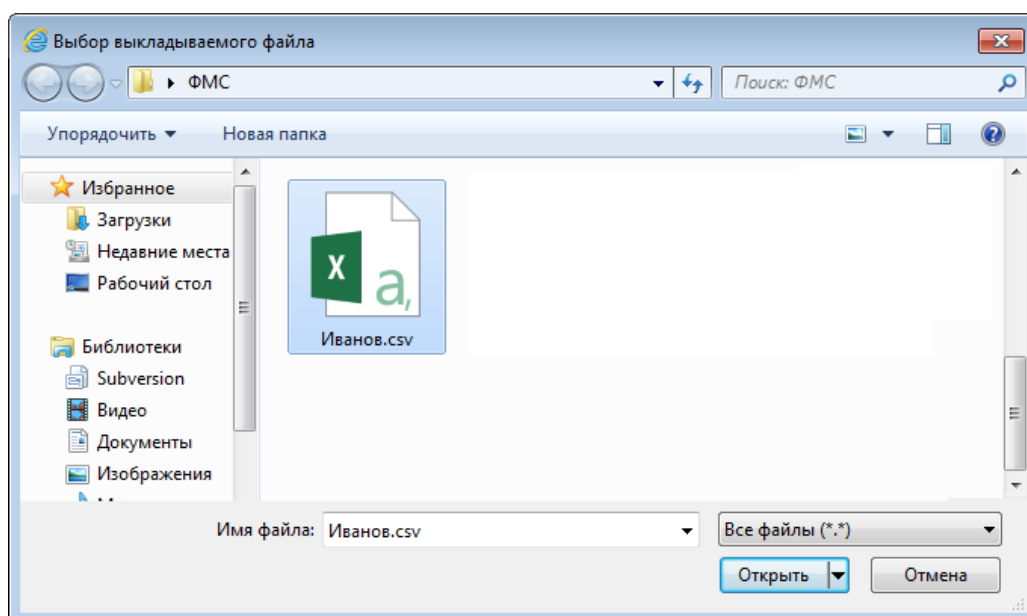 Выбор выкладываемого файла
ФМС
Поиск: ФМС
Упорядочить
Новая папка
Избранное
Загрузки
Недавние места
Рабочий стол
Библиотеки
Subversion
Видео
Документы
Изображения
X
a,
Иванов.csv
Имя файла:
Иванов.csv
Все файлы (*.*)
Открыть
Отмена